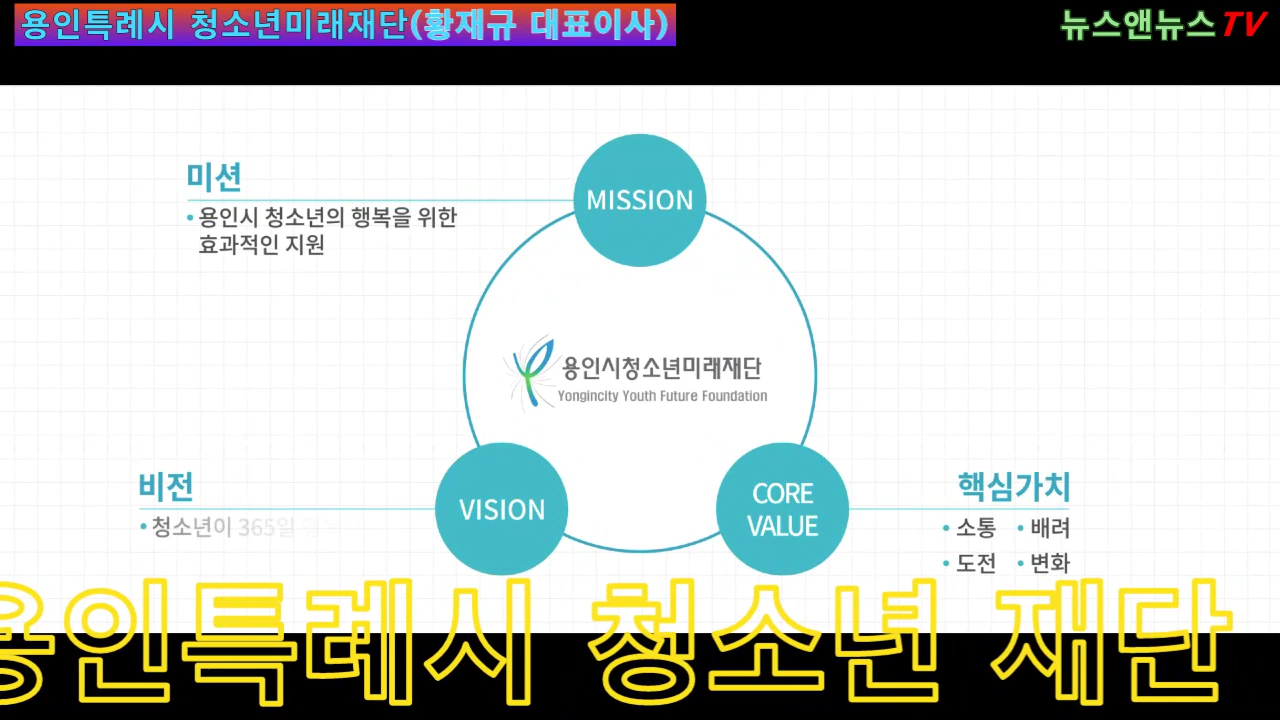 용인특례시 청소년미래재단(황재규 대표이사)
뉴스앤뉴스TV
미션
• 용인시 청소년의 행복을 위한
효과적인 지원
MISSION
용인시청소년미래재단
Yongincity Youth Future Foundation
비전
• 청소년이 365일
VISION
CORE
VALUE
핵심가치
• 소통 • 배려
• 도전 • 변화
용인특례시 청소년 재단